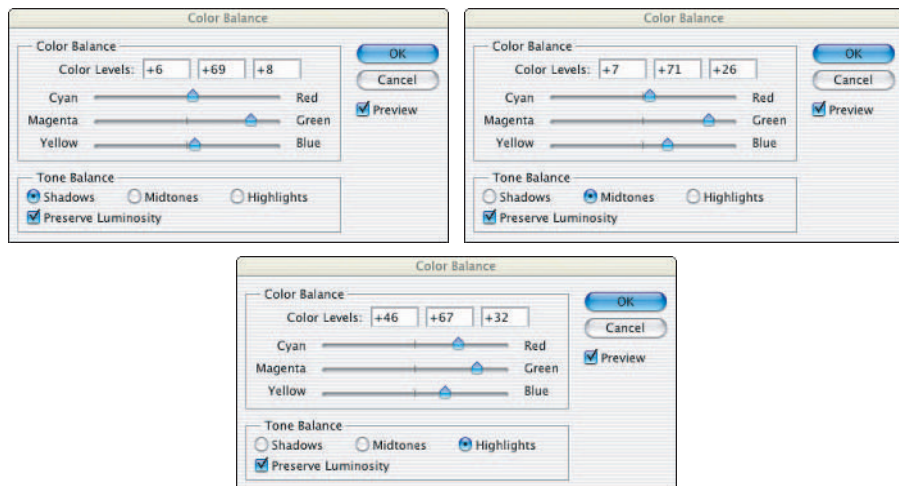 Color Balance
Color Balance
Color Levels: +6 +69 +8
Cyan Red
Magenta Green
Yellow Blue
Tone Balance
Shadows Midtones Highlights
Preserve Luminosity
OK
Cancel
Preview
Color Balance
Color Balance
Color Levels: +7 +71 +26
Cyan Red
Magenta Green
Yellow Blue
Tone Balance
Shadows Midtones Highlights
Preserve Luminosity
OK
Cancel
Preview
Color Balance
Color Balance
Color Levels: +46 +67 +32
Cyan Red
Magenta Green
Yellow Blue
Tone Balance
Shadows Midtones Highlights
Preserve Luminosity
OK
Cancel
Preview